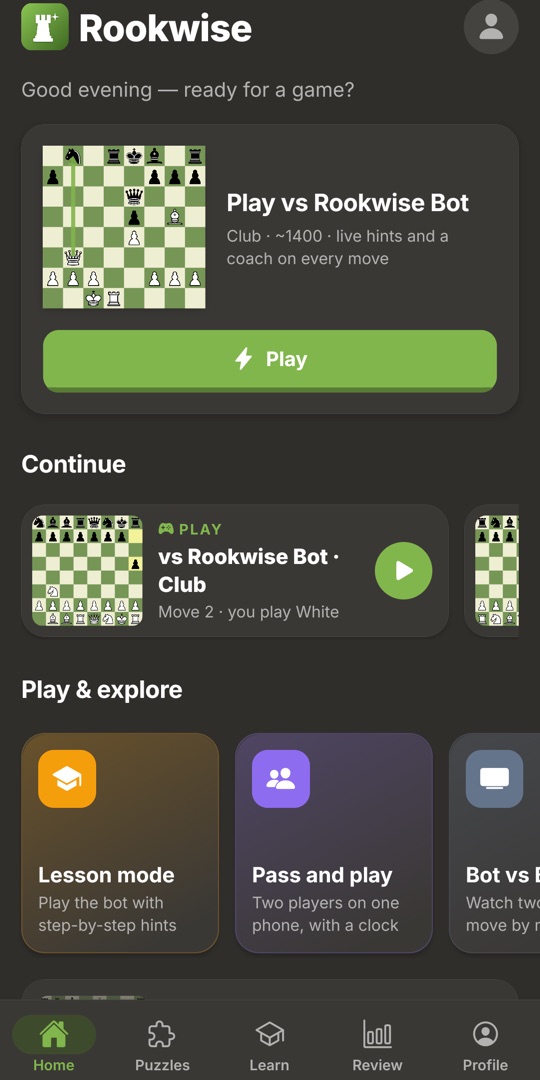 Rookwise
Good evening — ready for a game?
Play vs Rookwise Bot
Club · ~1400 · live hints and a
coach on every move
Play
Continue
PLAY
vs Rookwise Bot ·
Club
Move 2 · you play White
Play & explore
Lesson mode
Play the bot with
step-by-step hints
Pass and play
Two players on one
phone, with a clock
Bot vs
Watch
move by
Home
Puzzles
Learn
Review
Profile